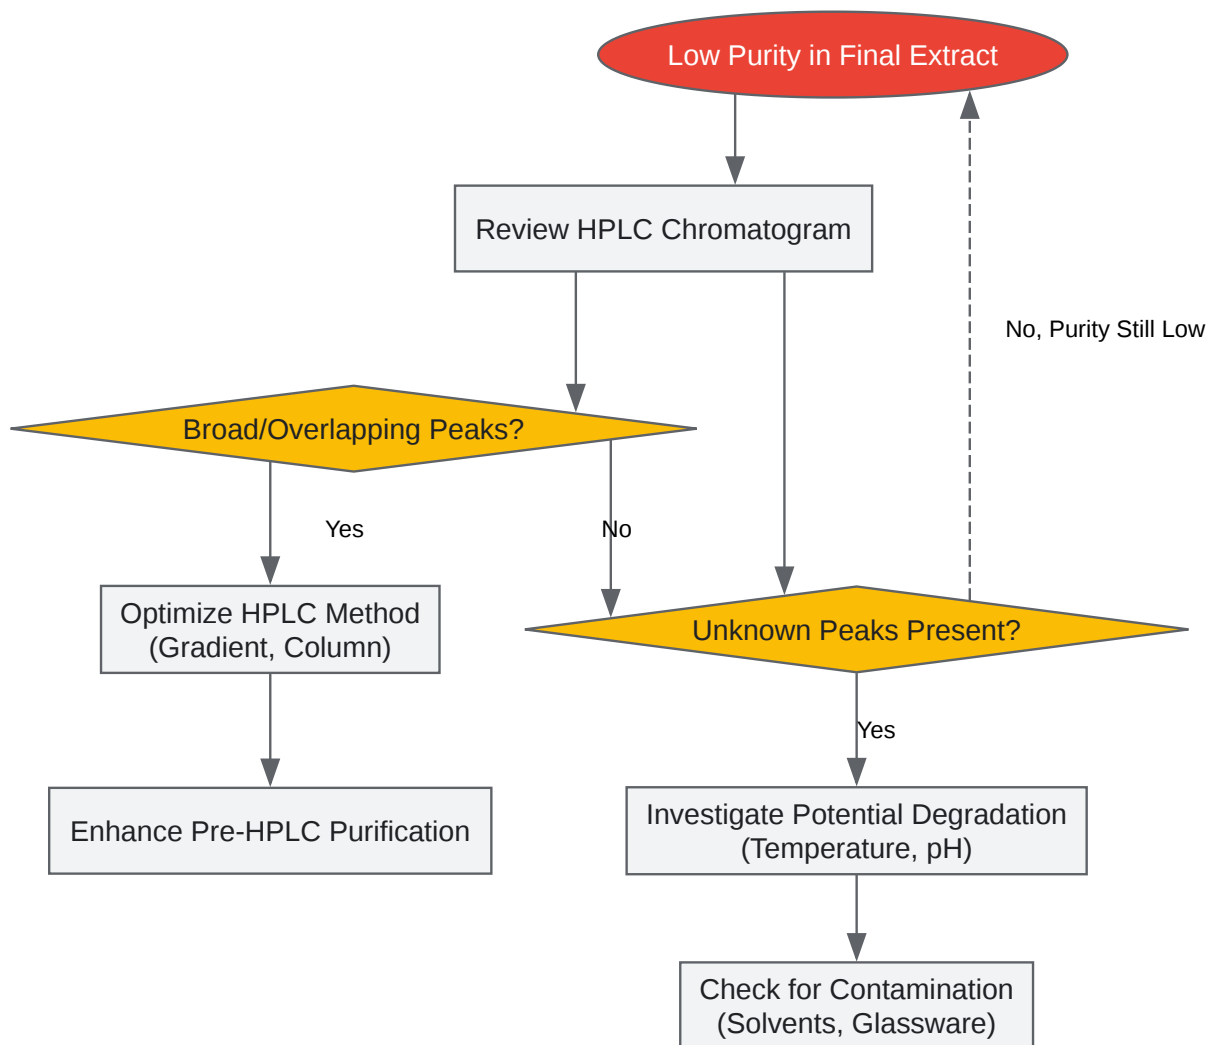 Low Purity in Final Extract
Review HPLC Chromatogram
No, Purity Still Low
Broad/Overlapping Peaks?
Yes
No
Optimize HPLC Method
(Gradient, Column)
Unknown Peaks Present?
Yes
Enhance Pre-HPLC Purification
Investigate Potential Degradation
(Temperature, pH)
Check for Contamination
(Solvents, Glassware)